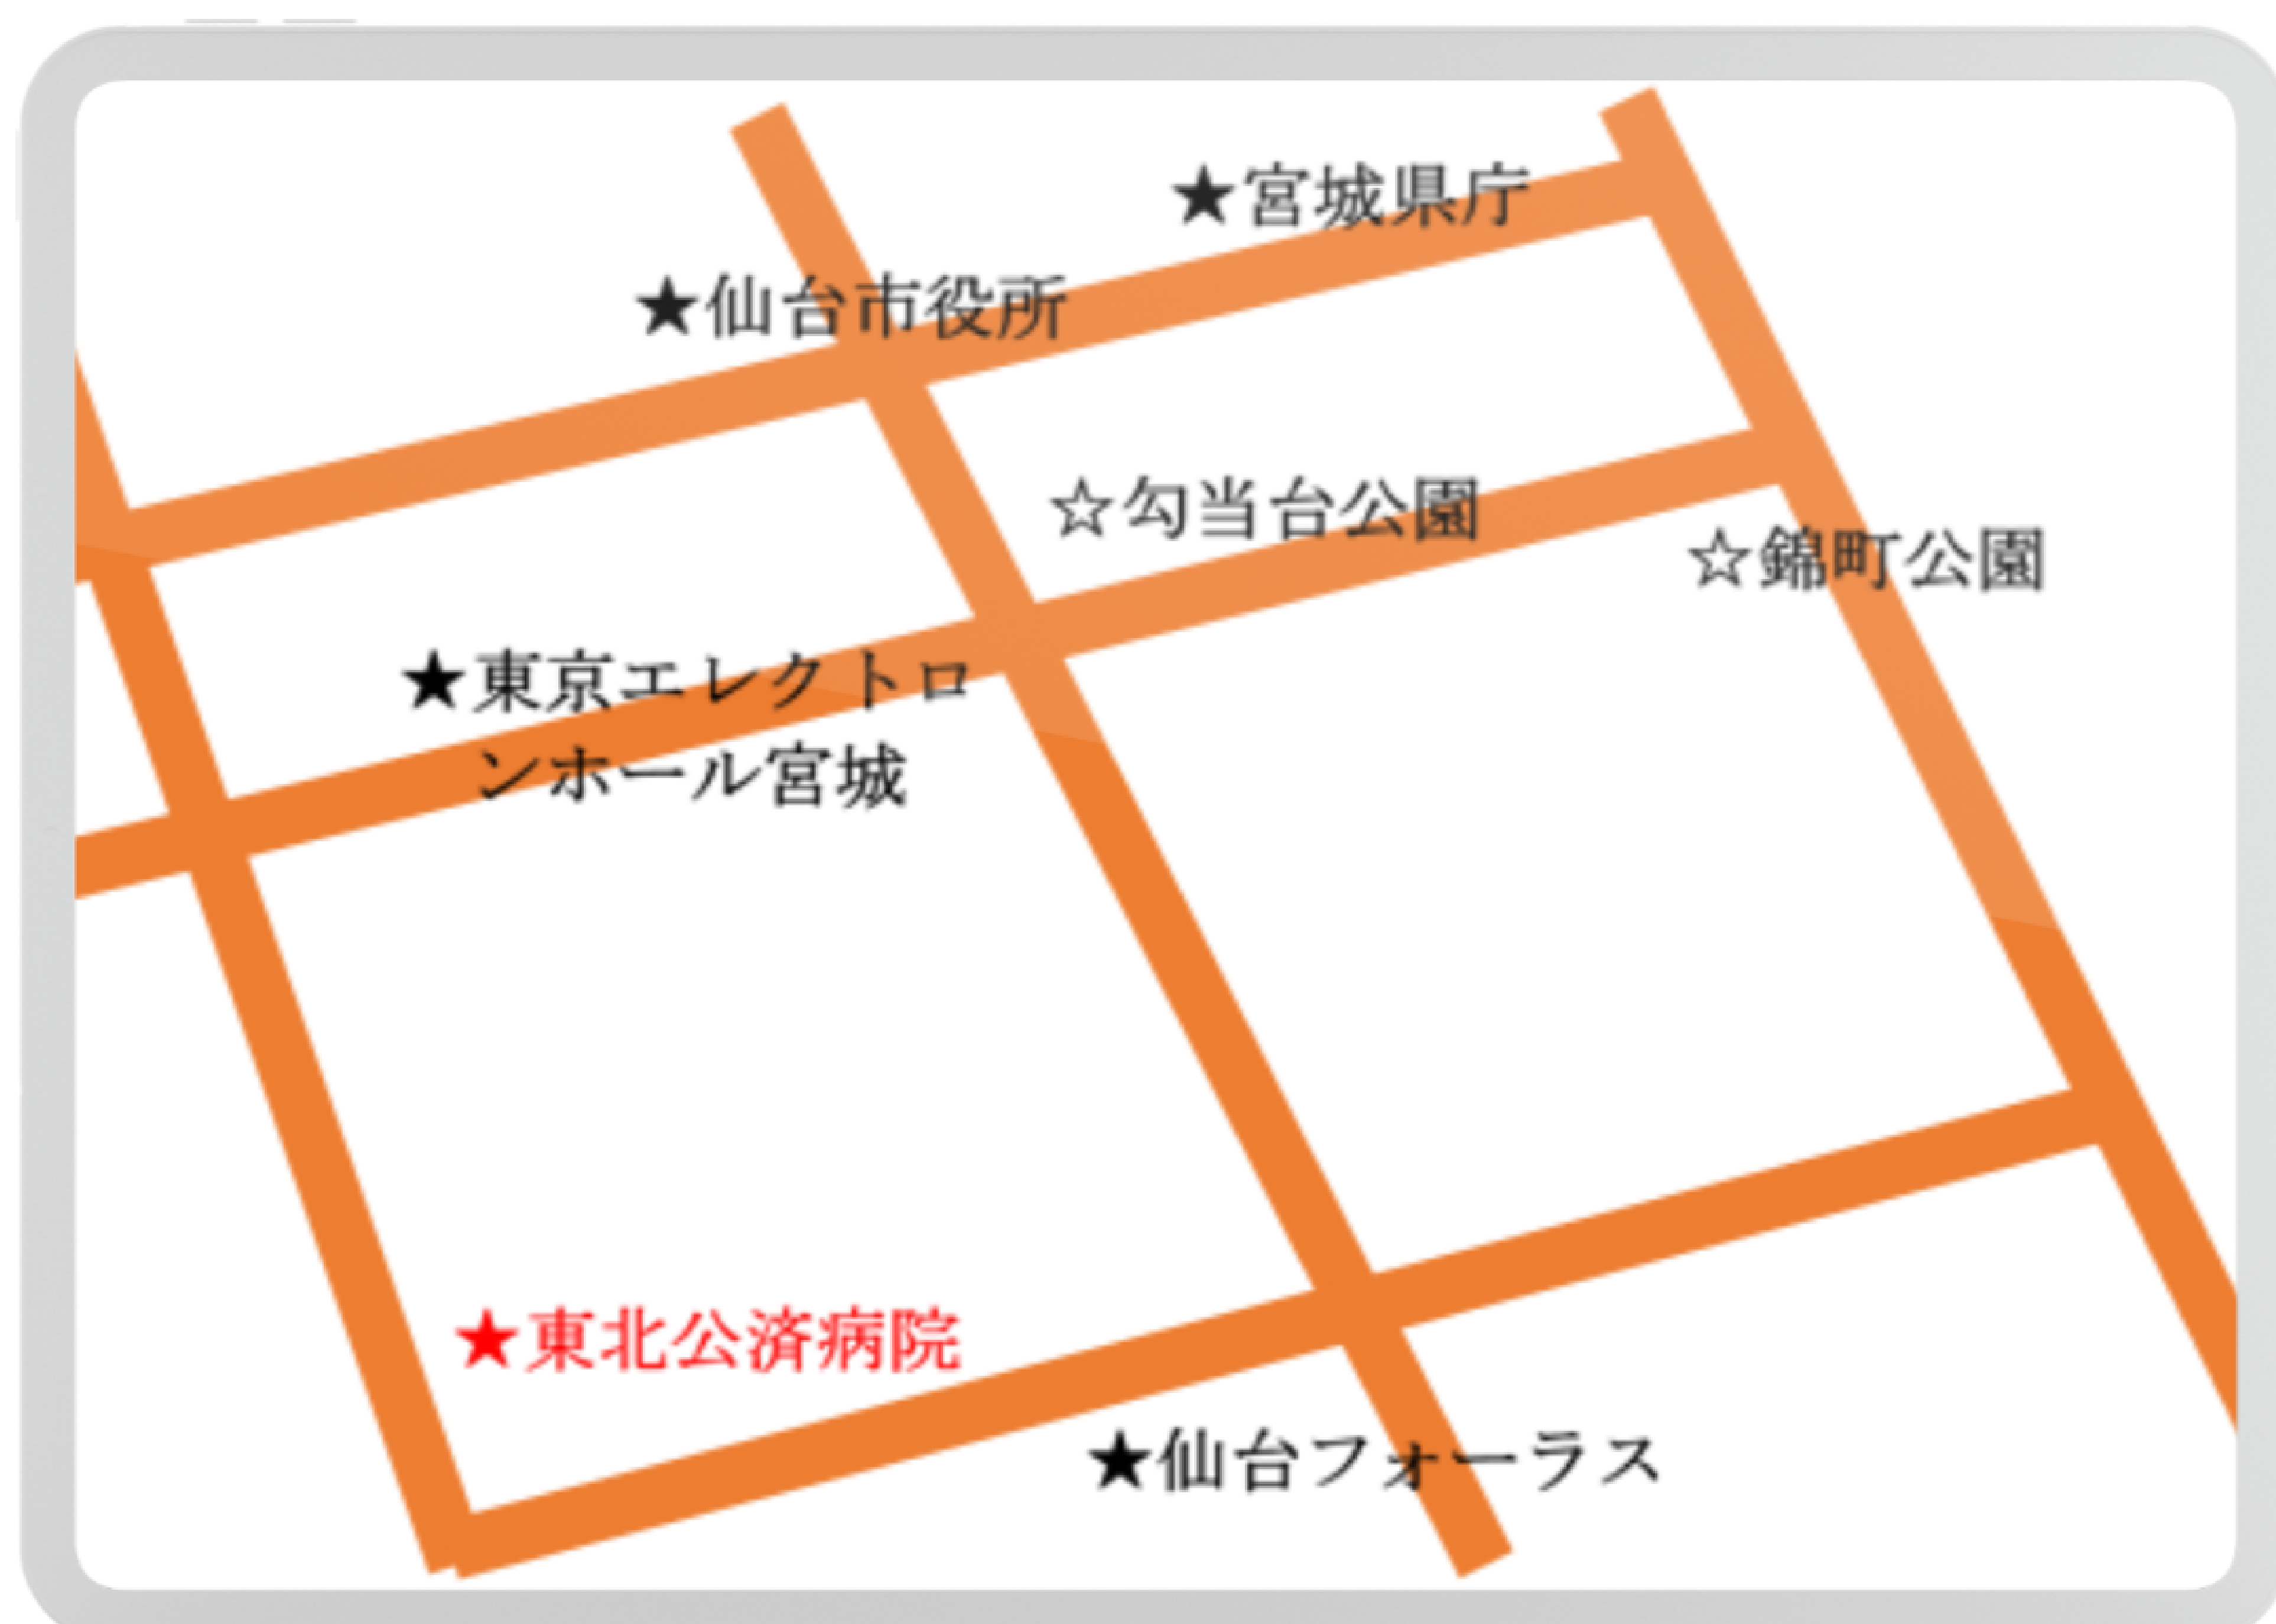 ★宮城県庁
★仙台市役所
☆勾当台公園
☆錦町公園
★東京エレクトロ
ンホール宮城
★東北公済病院
★仙台フォーラス